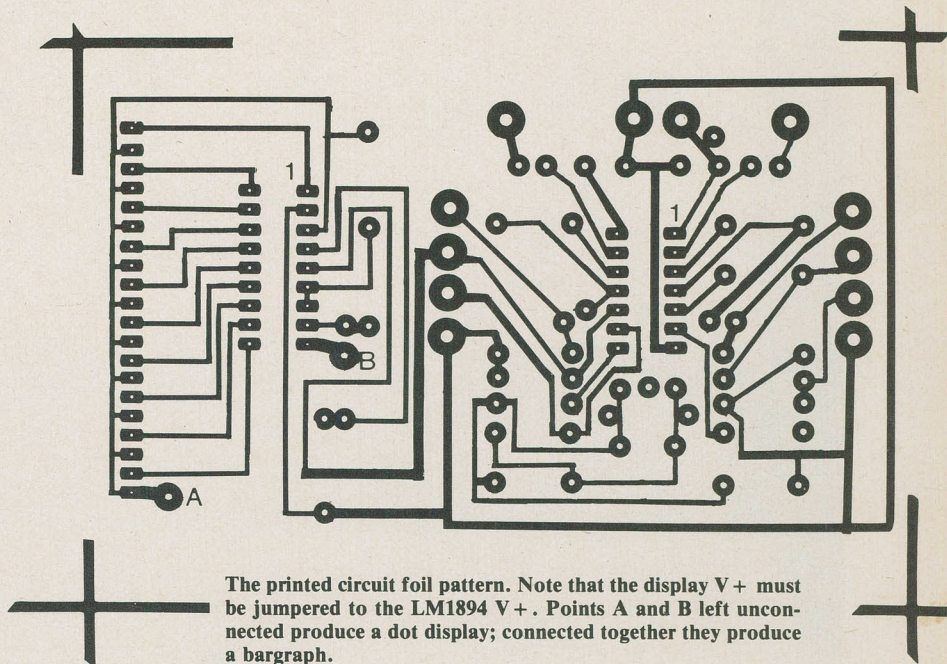 1
1
B
A
The printed circuit foil pattern. Note that the display V+ must
be jumpered to the LM1894 V+. Points A and B left uncon-
nected produce a dot display; connected together they produce
a bargraph.